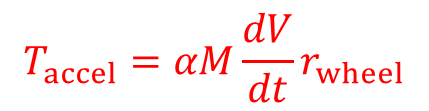 T_accel = αM dV/dt r_wheel